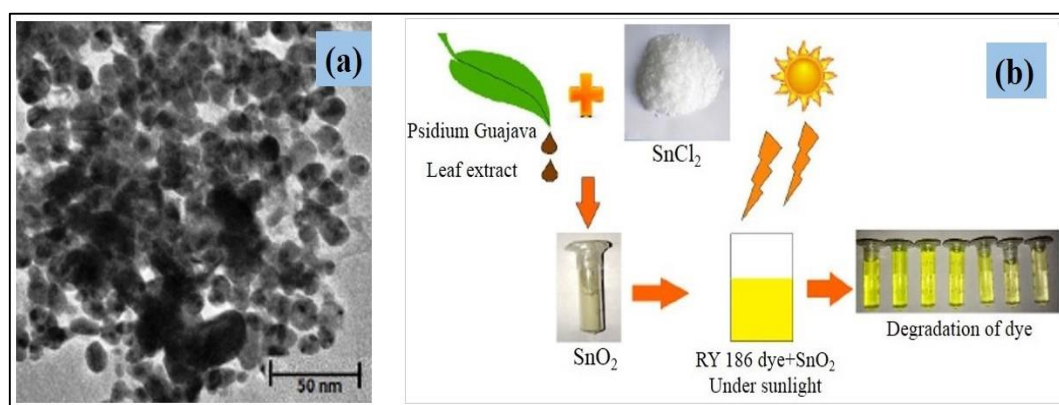 (a)
50 nm
(b)
Psidium Guajava
Leaf extract
SnCl₂
SnO₂
RY 186 dye+SnO₂
Under sunlight
Degradation of dye